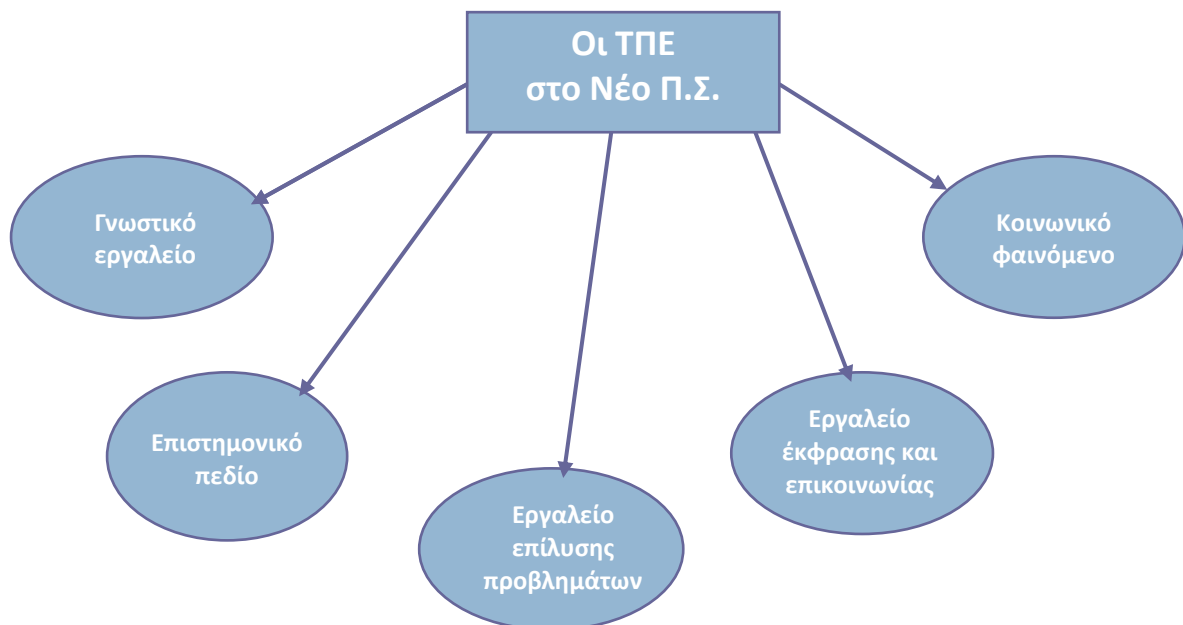 Οι ΤΠΕ
στο Νέο Π.Σ.
Γνωστικό
εργαλείο
Κοινωνικό
φαινόμενο
Επιστημονικό
πεδίο
Εργαλείο
έκφρασης και
επικοινωνίας
Εργαλείο
επίλυσης
προβλημάτων